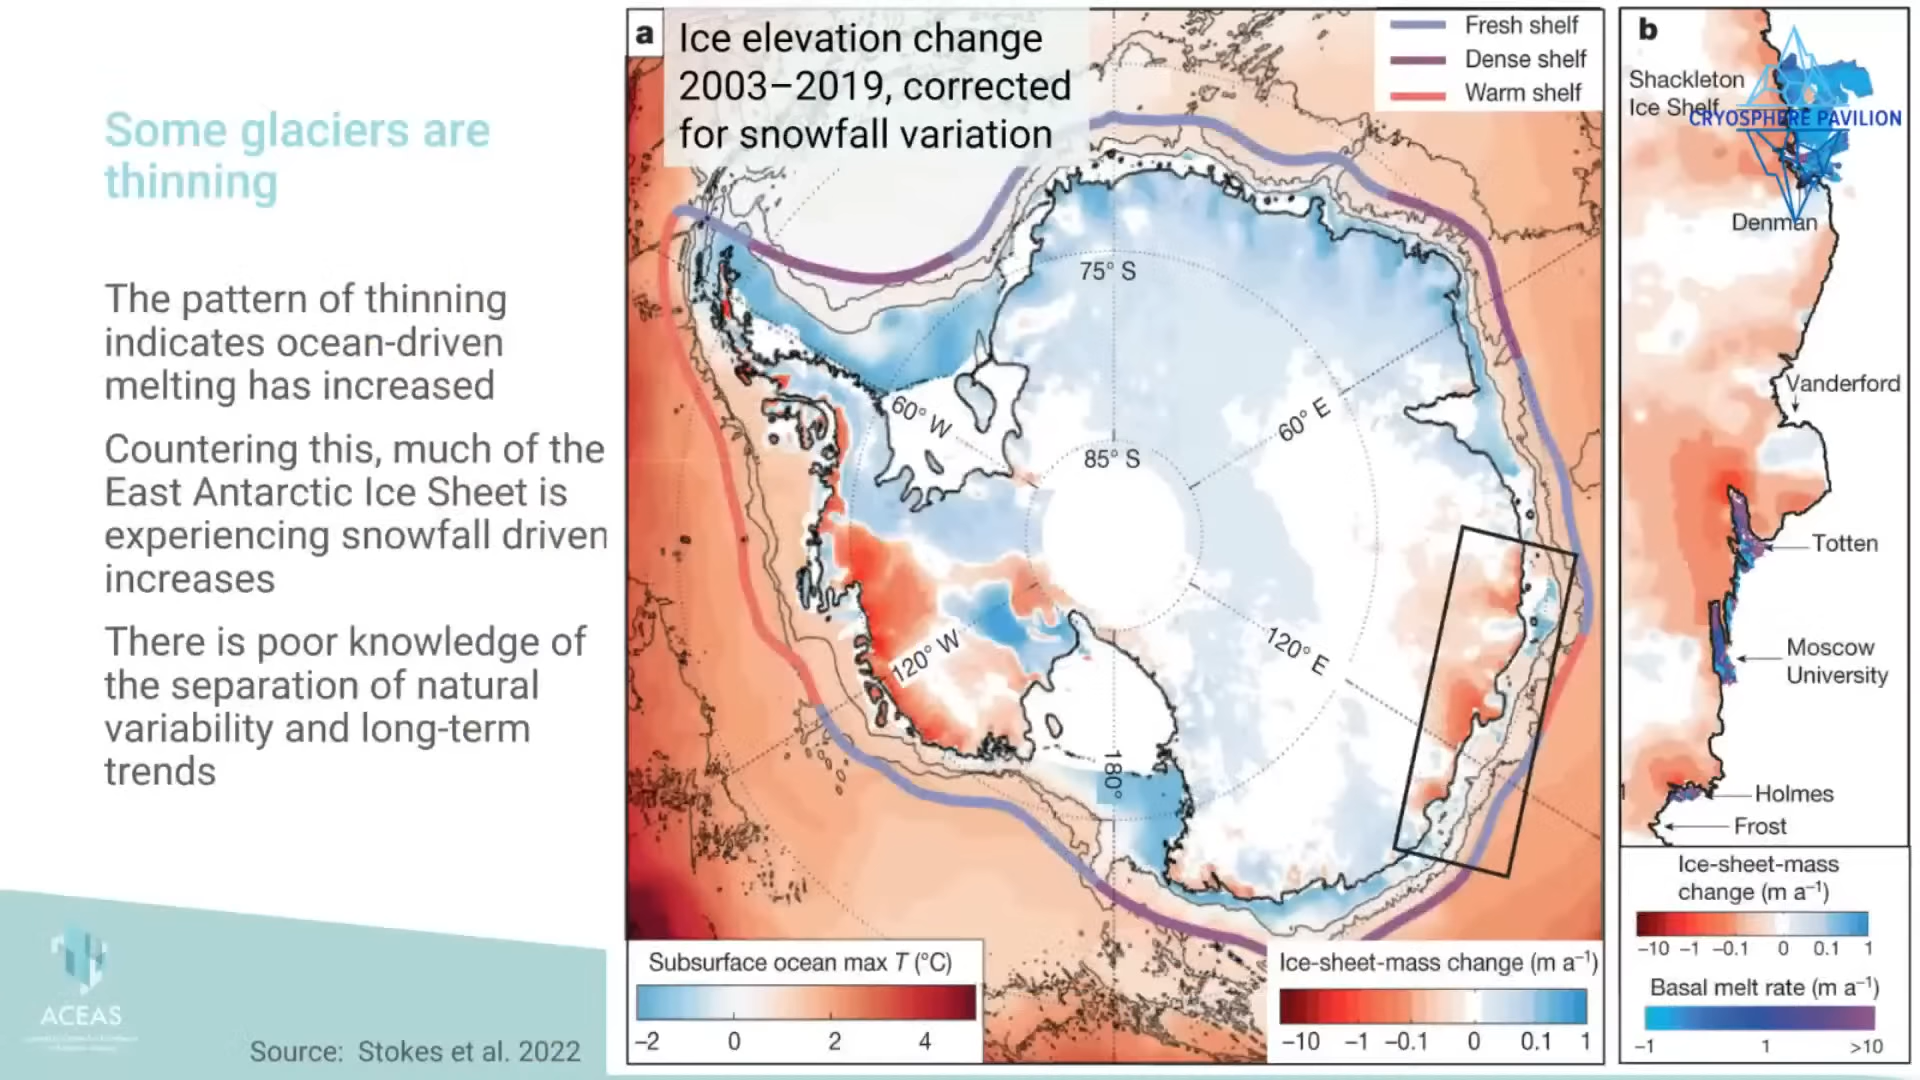 Some glaciers are
thinning
The pattern of thinning
indicates ocean-driven
melting has increased
Countering this, much of the
East Antarctic Ice Sheet is
experiencing snowfall driven
increases
There is poor knowledge of
the separation of natural
variability and long-term
trends
ACEAS
Source: Stokes et al. 2022
a
Ice elevation change
2003–2019, corrected
for snowfall variation
Fresh shelf
Dense shelf
Warm shelf
75° S
60° W
60° E
85° S
120° W
120° E
180°
Subsurface ocean max T (°C)
−2 0 2 4
Ice-sheet-mass change (m a⁻¹)
−10 −1 −0.1 0 0.1 1
b
Shackleton
Ice Shelf
CRYOSPHERE PAVILION
Denman
Vanderford
Totten
Moscow
University
Holmes
Frost
Ice-sheet-mass
change (m a⁻¹)
−10 −1 −0.1 0 0.1 1
Basal melt rate (m a⁻¹)
−1 1 >10